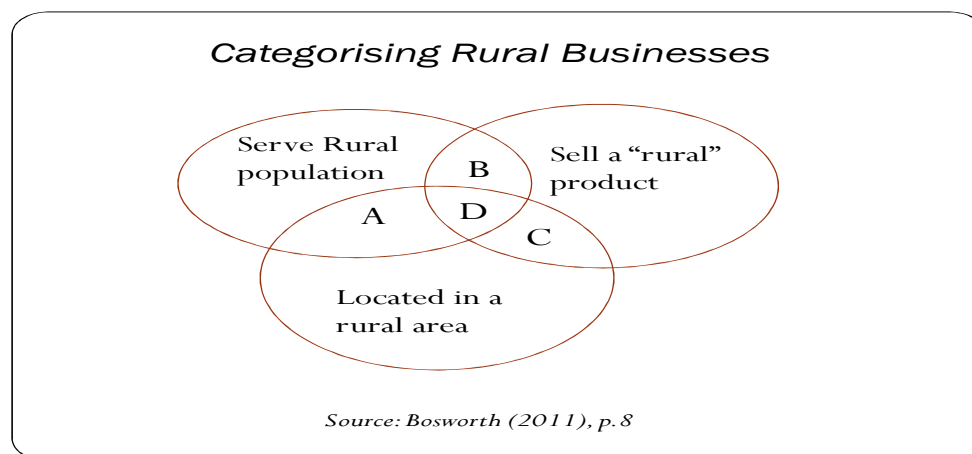 Categorising Rural Businesses
Serve Rural
population
B
Sell a “rural”
product
A
D
C
Located in a
rural area
Source: Bosworth (2011), p.8